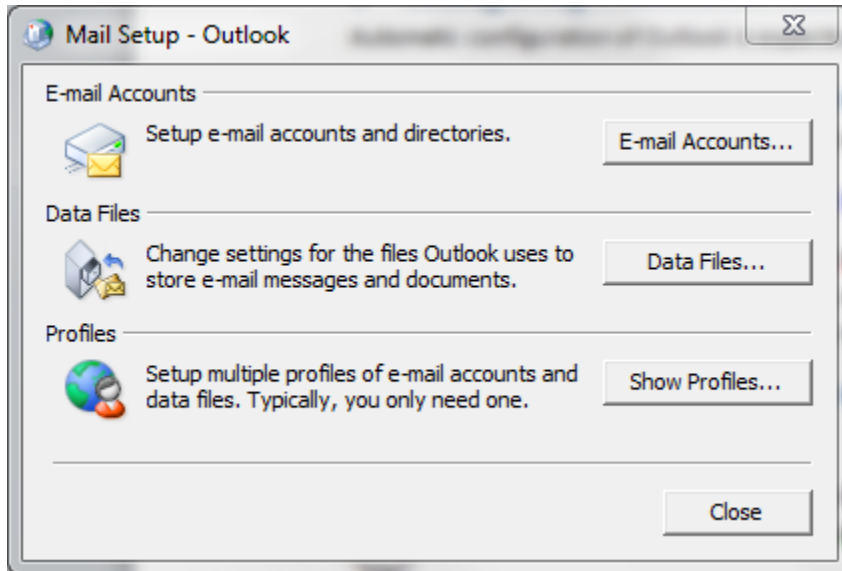 Mail Setup - Outlook
E-mail Accounts
Setup e-mail accounts and directories.
E-mail Accounts...
Data Files
Change settings for the files Outlook uses to
store e-mail messages and documents.
Data Files...
Profiles
Setup multiple profiles of e-mail accounts and
data files. Typically, you only need one.
Show Profiles...
Close